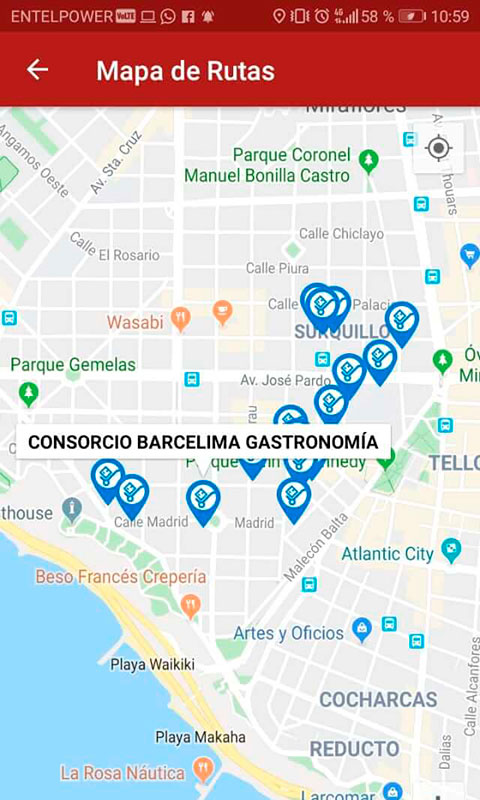 ENTELPOWER VoLTE 4G 58 % 10:59
Mapa de Rutas
Miraflores
Angamos Oeste
Av. Sta. Cruz
Parque Coronel
Manuel Bonilla Castro
Thouars
Calle Chiclayo
Calle
El Rosario
Calle Piura
Calle
Palacio
Wasabi
SURQUILLO
Parque Gemelas
Av. José Pardo
CONSORCIO BARCELIMA GASTRONOMÍA
TELLO
thouse
Calle Madrid
Madrid
Malecón Balta
Atlantic City
Beso Francés Crepería
Artes y Oficios
Playa Waikiki
COCHARCAS
Calle Alcanfores
Playa Makaha
REDUCTO
Dalias
La Rosa Náutica
Larcomar